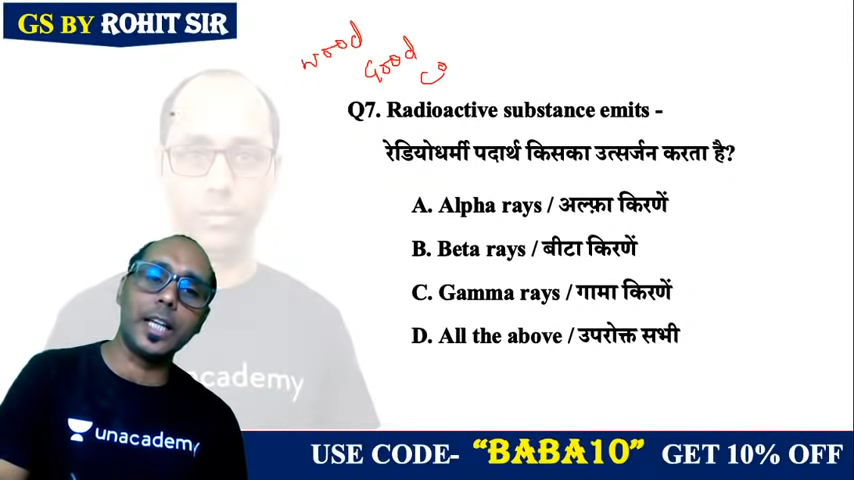 GS BY ROHIT SIR
wood
Good
Co
Q7. Radioactive substance emits -
रेडियोधर्मी पदार्थ किसका उत्सर्जन करता है?
A. Alpha rays / अल्फ़ा किरणें
B. Beta rays / बीटा किरणें
C. Gamma rays / गामा किरणें
D. All the above / उपरोक्त सभी
unacademy
unacademy
USE CODE- “BABA10” GET 10% OFF